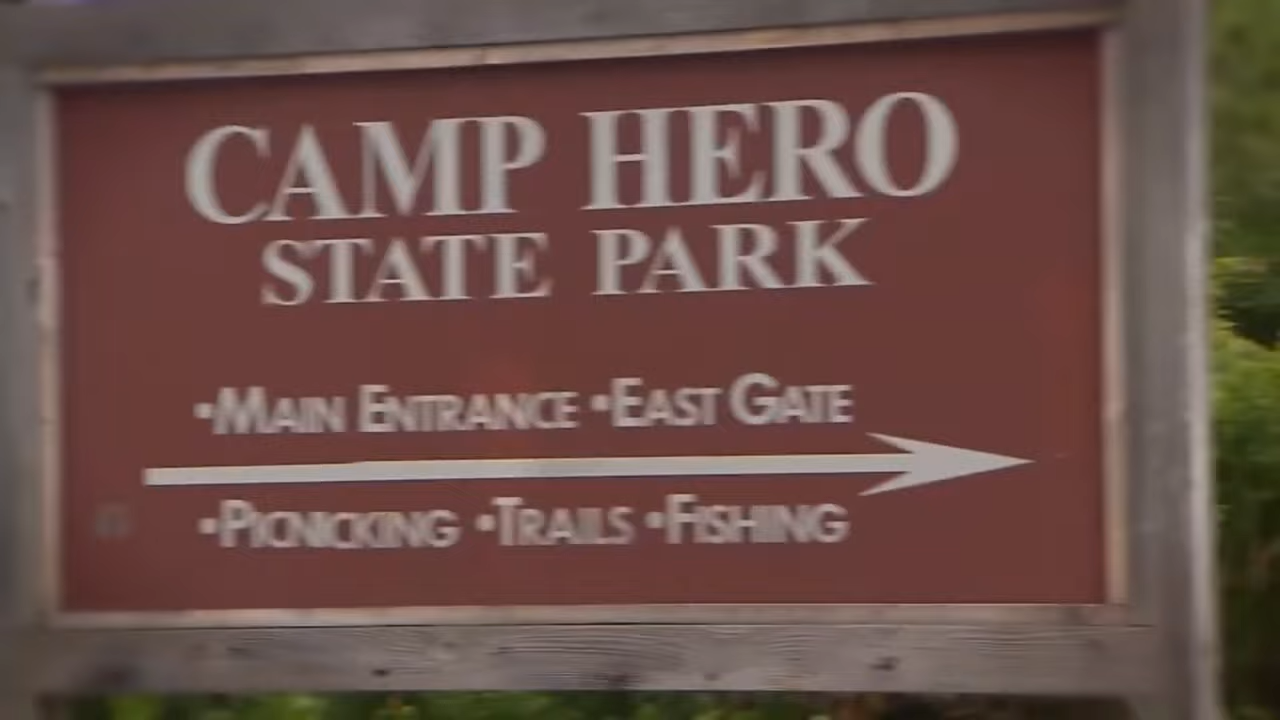 CAMP HERO
STATE PARK
•MAIN ENTRANCE •EAST GATE
•PICNICKING •TRAILS •FISHING